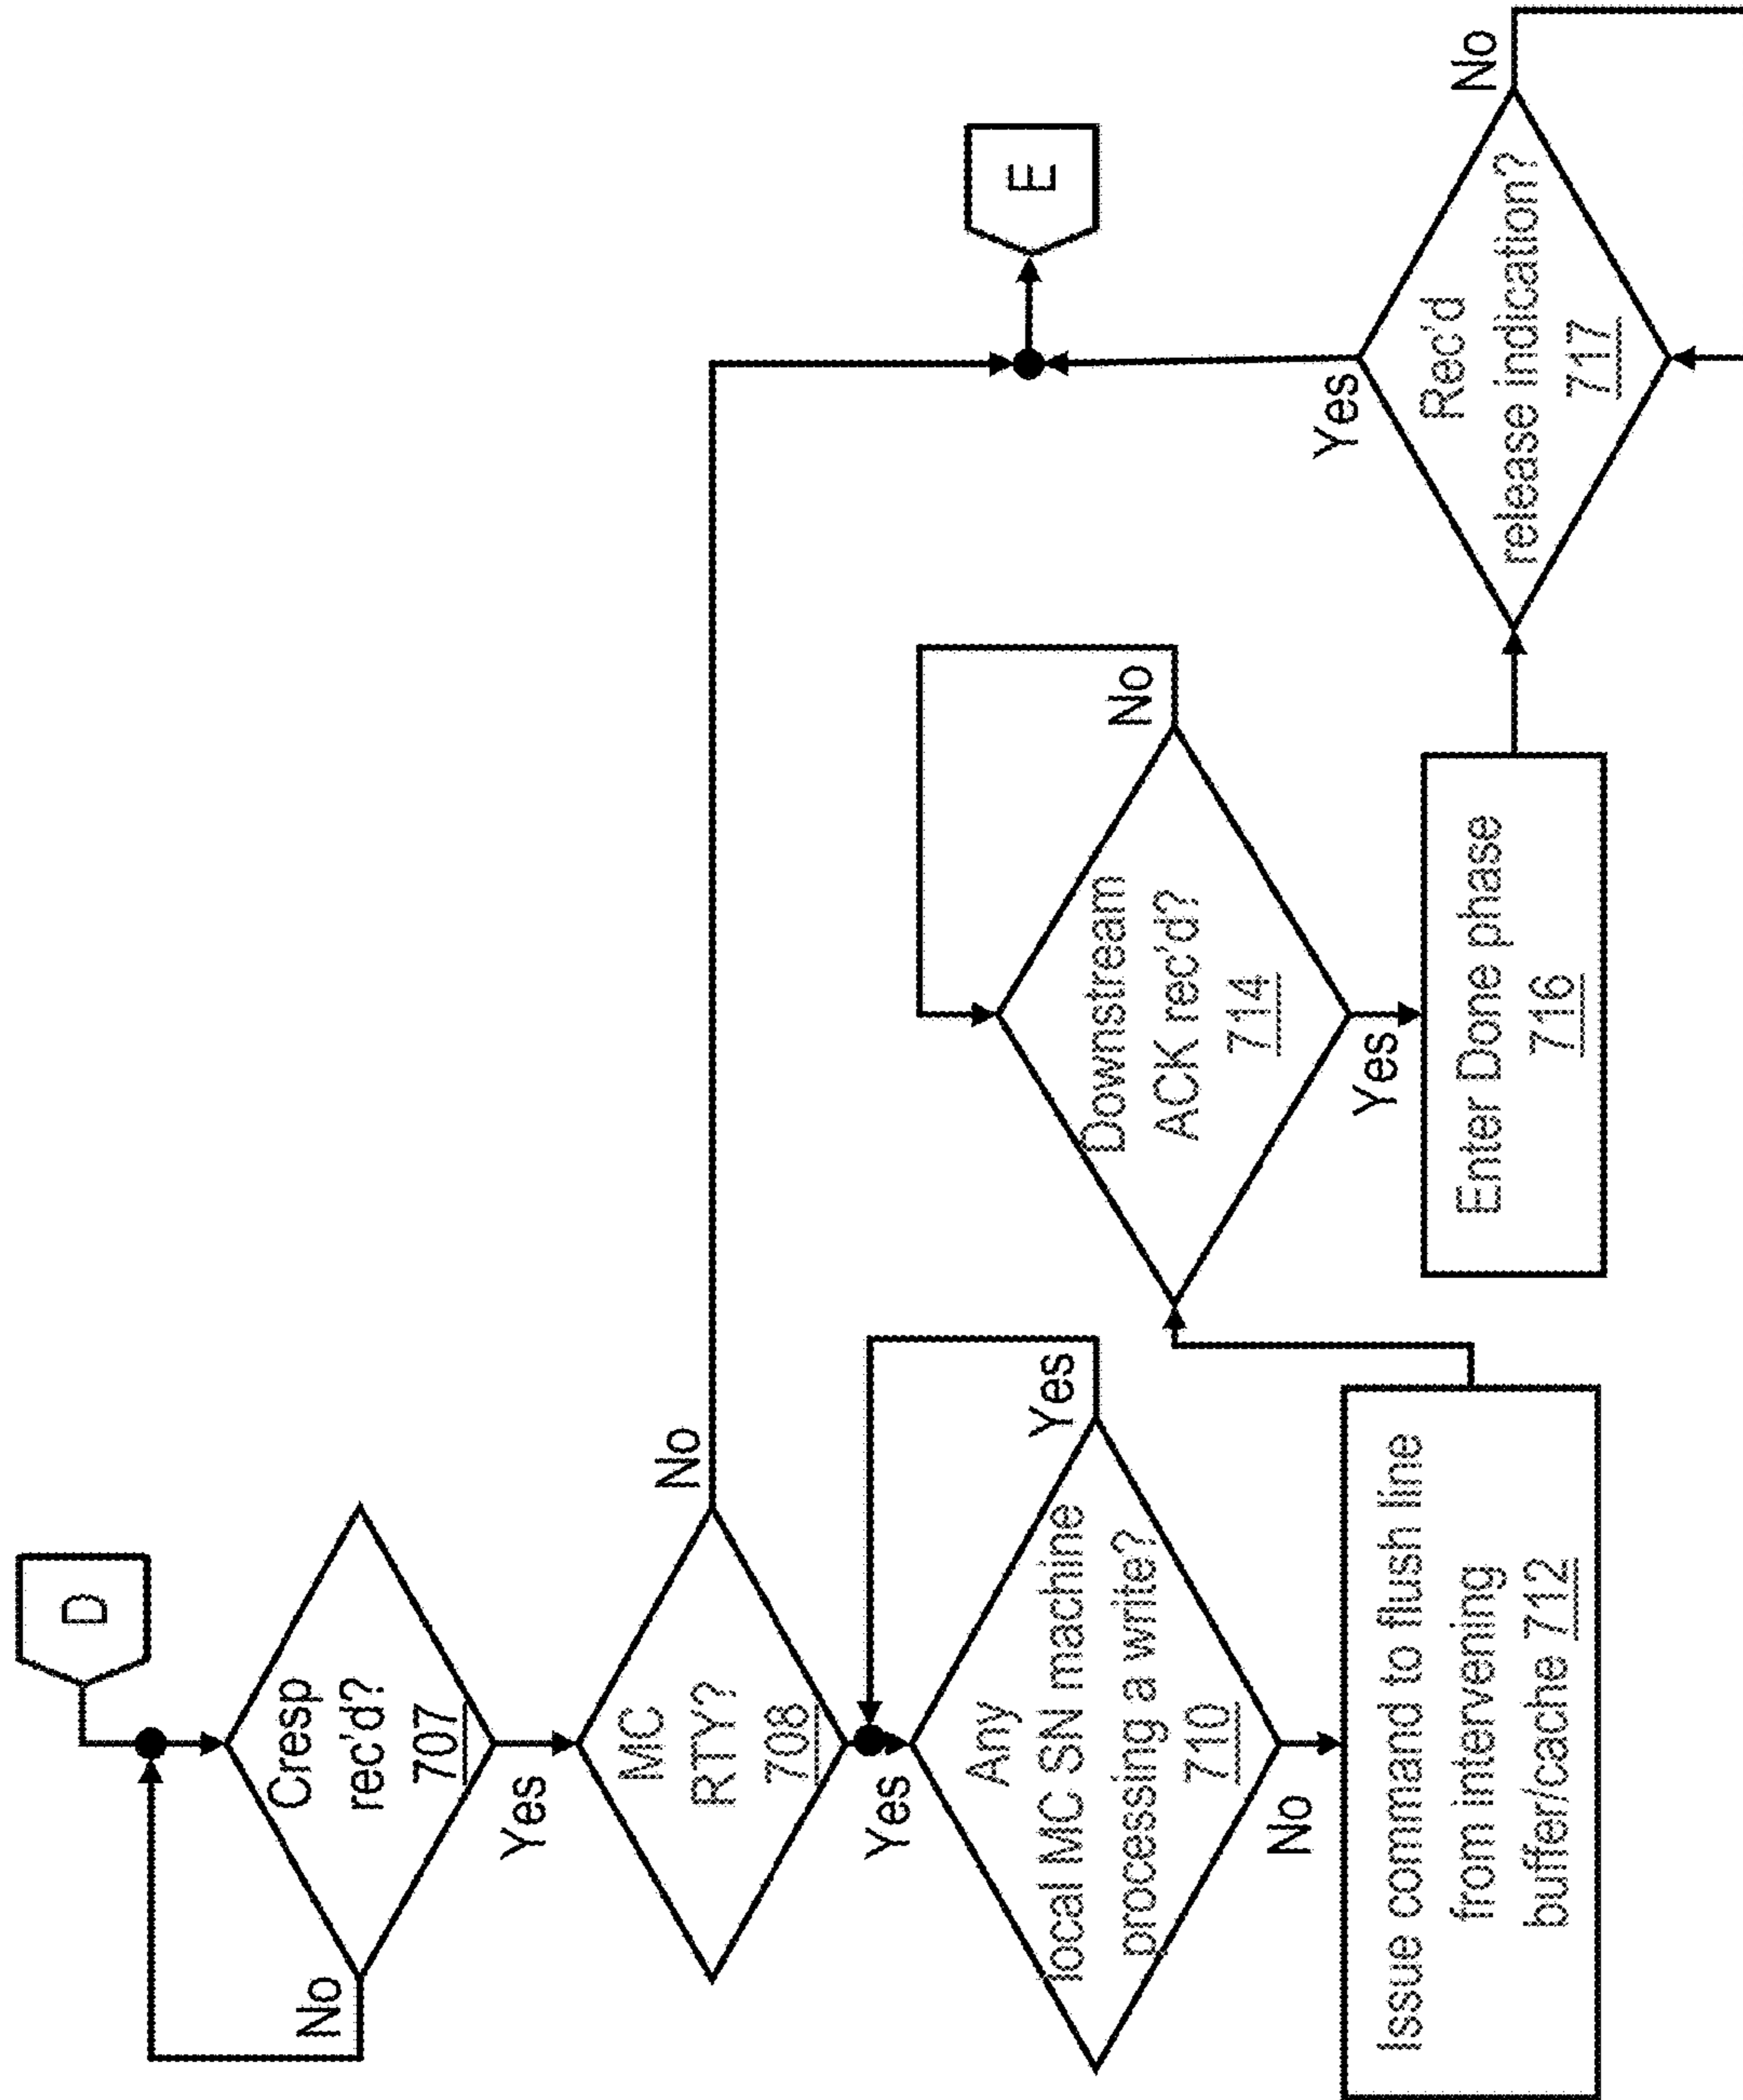 D
Cresp
rec'd?
707
No
Yes
MC
RTY?
708
No
Yes
Any
local MC SN machine
processing a write?
710
Yes
No
Issue command to flush line
from intervening
buffer/cache 712
Downstream
ACK rec'd?
714
No
Yes
Enter Done phase
716
Rec'd
release indication?
717
Yes
No
E